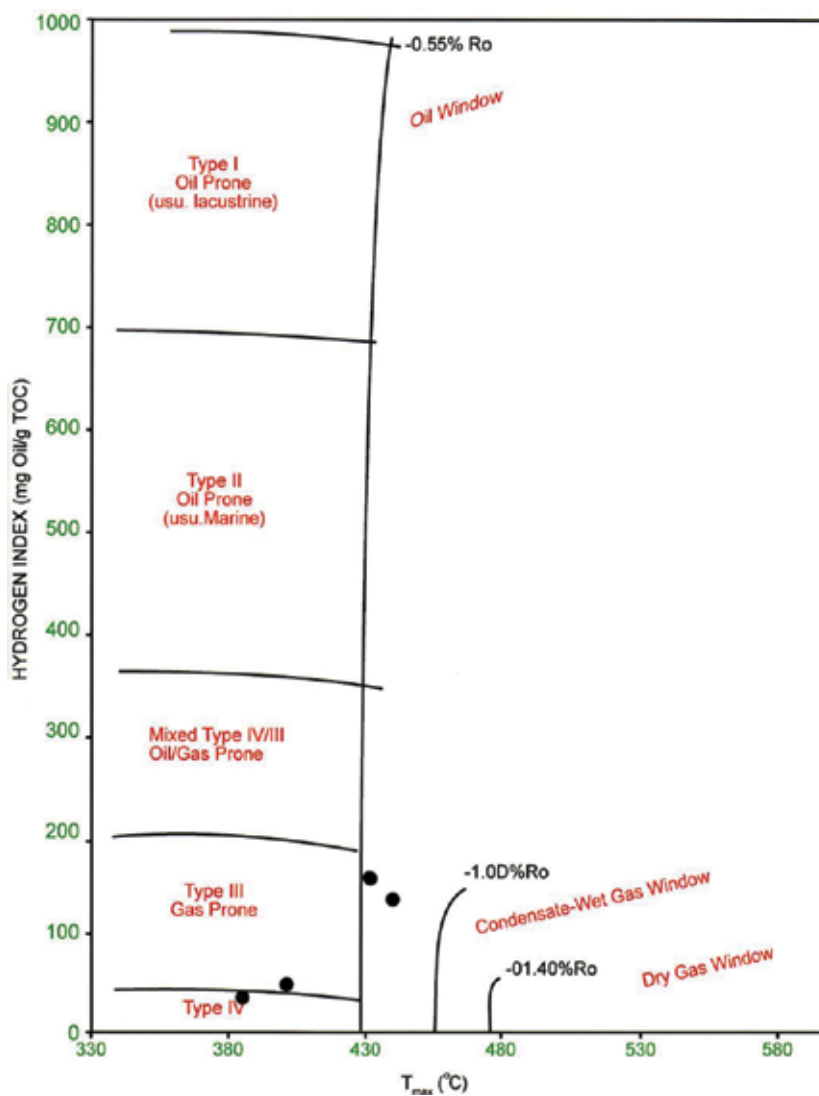 1000
900
800
700
600
500
400
300
200
100
0
HYDROGEN INDEX (mg Oil/g TOC)
-0.55% Ro
Oil Window
Type I
Oil Prone
(usu. lacustrine)
Type II
Oil Prone
(usu.Marine)
Mixed Type IV/III
Oil/Gas Prone
Type III
Gas Prone
Type IV
-1.0D%Ro
Condensate-Wet Gas Window
-01.40%Ro
Dry Gas Window
330 380 430 480 530 580
Tmax (°C)